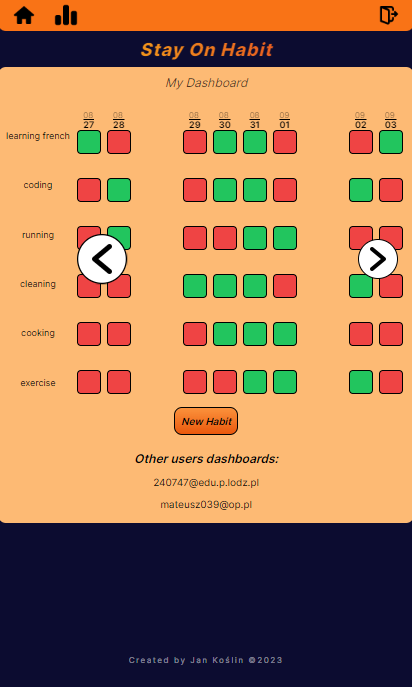 Stay On Habit
My Dashboard
08 08 08 08 08 09 09 09
27 28 29 30 31 01 02 03
learning french
coding
running
cleaning
cooking
exercise
New Habit
Other users dashboards:
240747@edu.p.lodz.pl
mateusz039@op.pl
Created by Jan Koślin ©2023